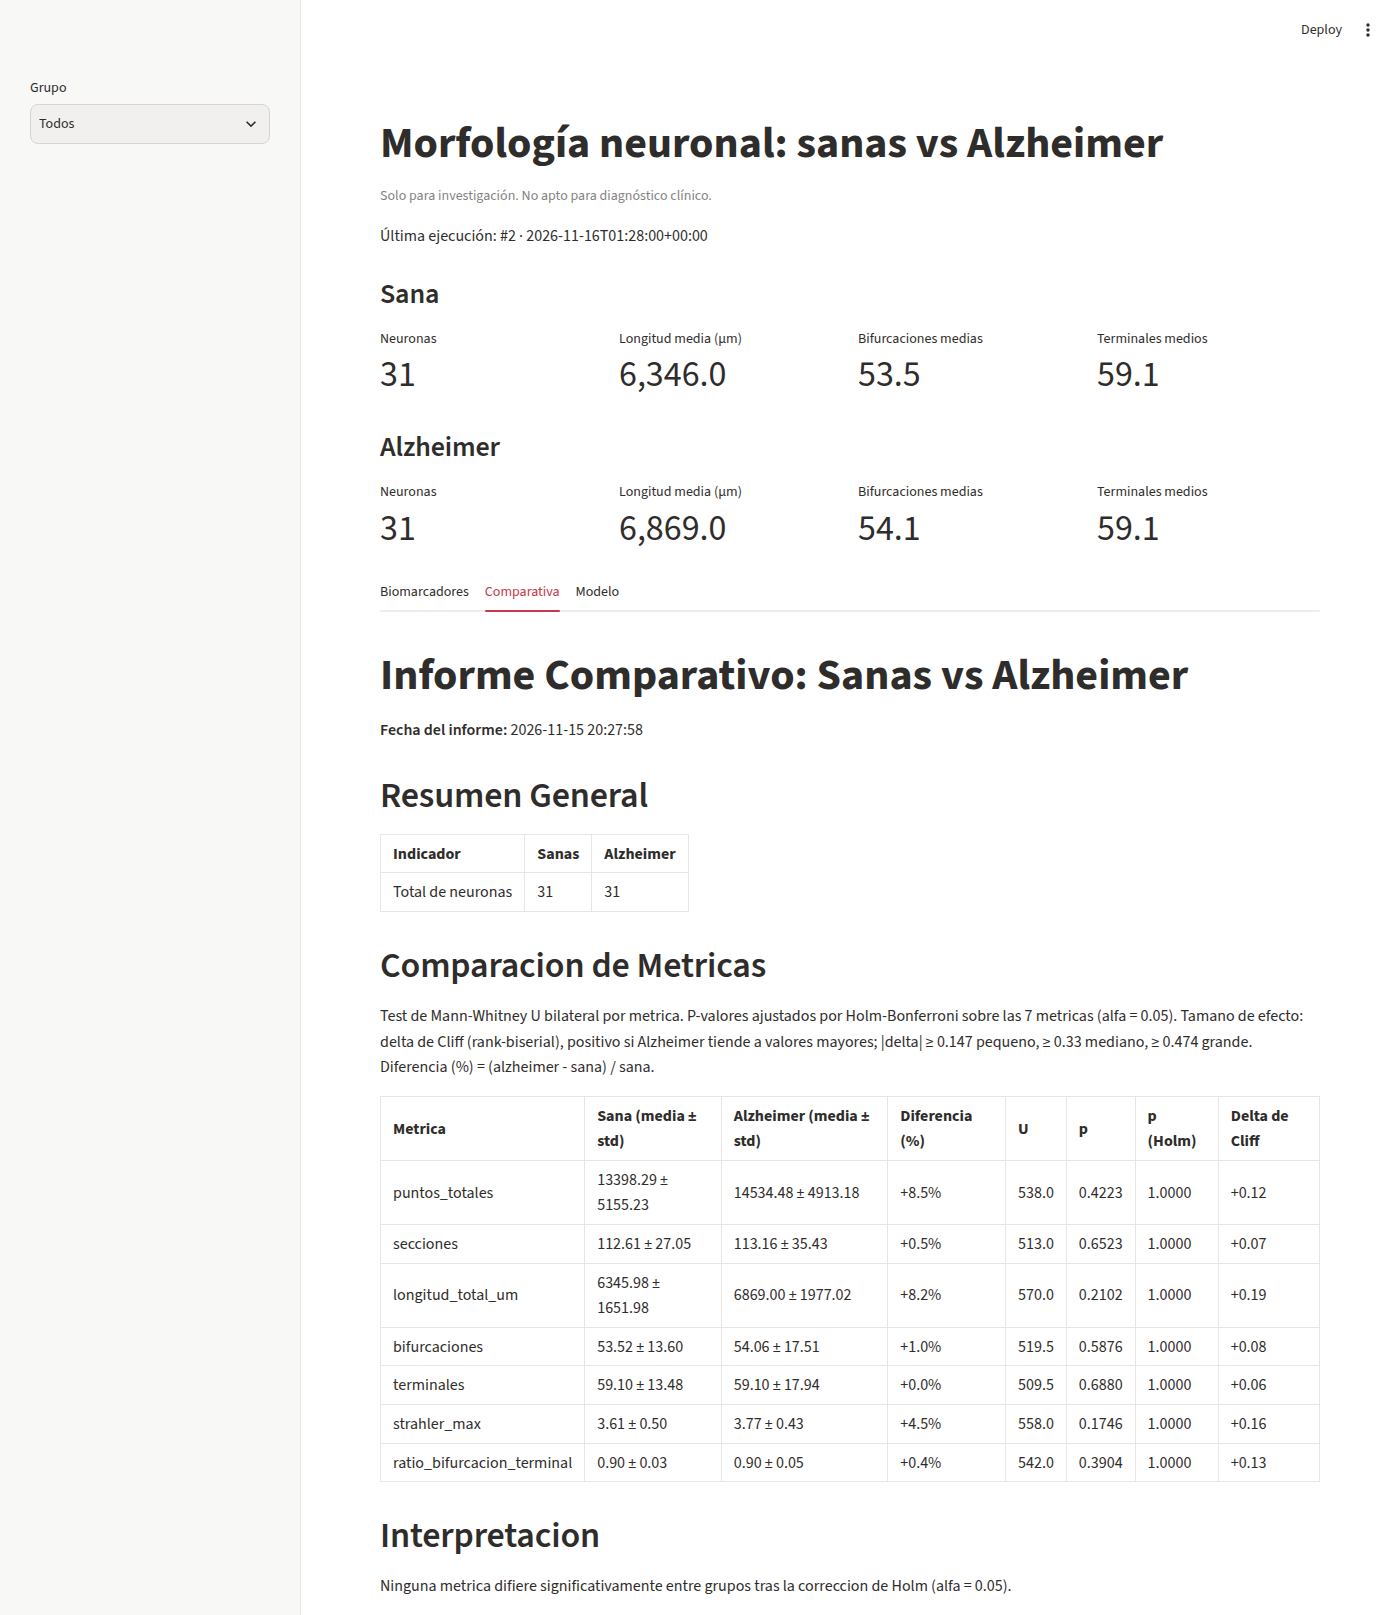 Deploy
Grupo
Todos
Morfología neuronal: sanas vs Alzheimer
Solo para investigación. No apto para diagnóstico clínico.
Última ejecución: #2 · 2026-11-16T01:28:00+00:00
Sana
Neuronas Longitud media (µm) Bifurcaciones medias Terminales medios
31 6,346.0 53.5 59.1
Alzheimer
Neuronas Longitud media (µm) Bifurcaciones medias Terminales medios
31 6,869.0 54.1 59.1
Biomarcadores Comparativa Modelo
Informe Comparativo: Sanas vs Alzheimer
Fecha del informe: 2026-11-15 20:27:58
Resumen General
Indicador Sanas Alzheimer
Total de neuronas 31 31
Comparacion de Metricas
Test de Mann-Whitney U bilateral por metrica. P-valores ajustados por Holm-Bonferroni sobre las 7 metricas (alfa = 0.05). Tamano de efecto:
delta de Cliff (rank-biserial), positivo si Alzheimer tiende a valores mayores; |delta| ≥ 0.147 pequeno, ≥ 0.33 mediano, ≥ 0.474 grande.
Diferencia (%) = (alzheimer - sana) / sana.
Metrica Sana (media ± std) Alzheimer (media ± std) Diferencia (%) U p p (Holm) Delta de Cliff
puntos_totales 13398.29 ± 5155.23 14534.48 ± 4913.18 +8.5% 538.0 0.4223 1.0000 +0.12
secciones 112.61 ± 27.05 113.16 ± 35.43 +0.5% 513.0 0.6523 1.0000 +0.07
longitud_total_um 6345.98 ± 1651.98 6869.00 ± 1977.02 +8.2% 570.0 0.2102 1.0000 +0.19
bifurcaciones 53.52 ± 13.60 54.06 ± 17.51 +1.0% 519.5 0.5876 1.0000 +0.08
terminales 59.10 ± 13.48 59.10 ± 17.94 +0.0% 509.5 0.6880 1.0000 +0.06
strahler_max 3.61 ± 0.50 3.77 ± 0.43 +4.5% 558.0 0.1746 1.0000 +0.16
ratio_bifurcacion_terminal 0.90 ± 0.03 0.90 ± 0.05 +0.4% 542.0 0.3904 1.0000 +0.13
Interpretacion
Ninguna metrica difiere significativamente entre grupos tras la correccion de Holm (alfa = 0.05).